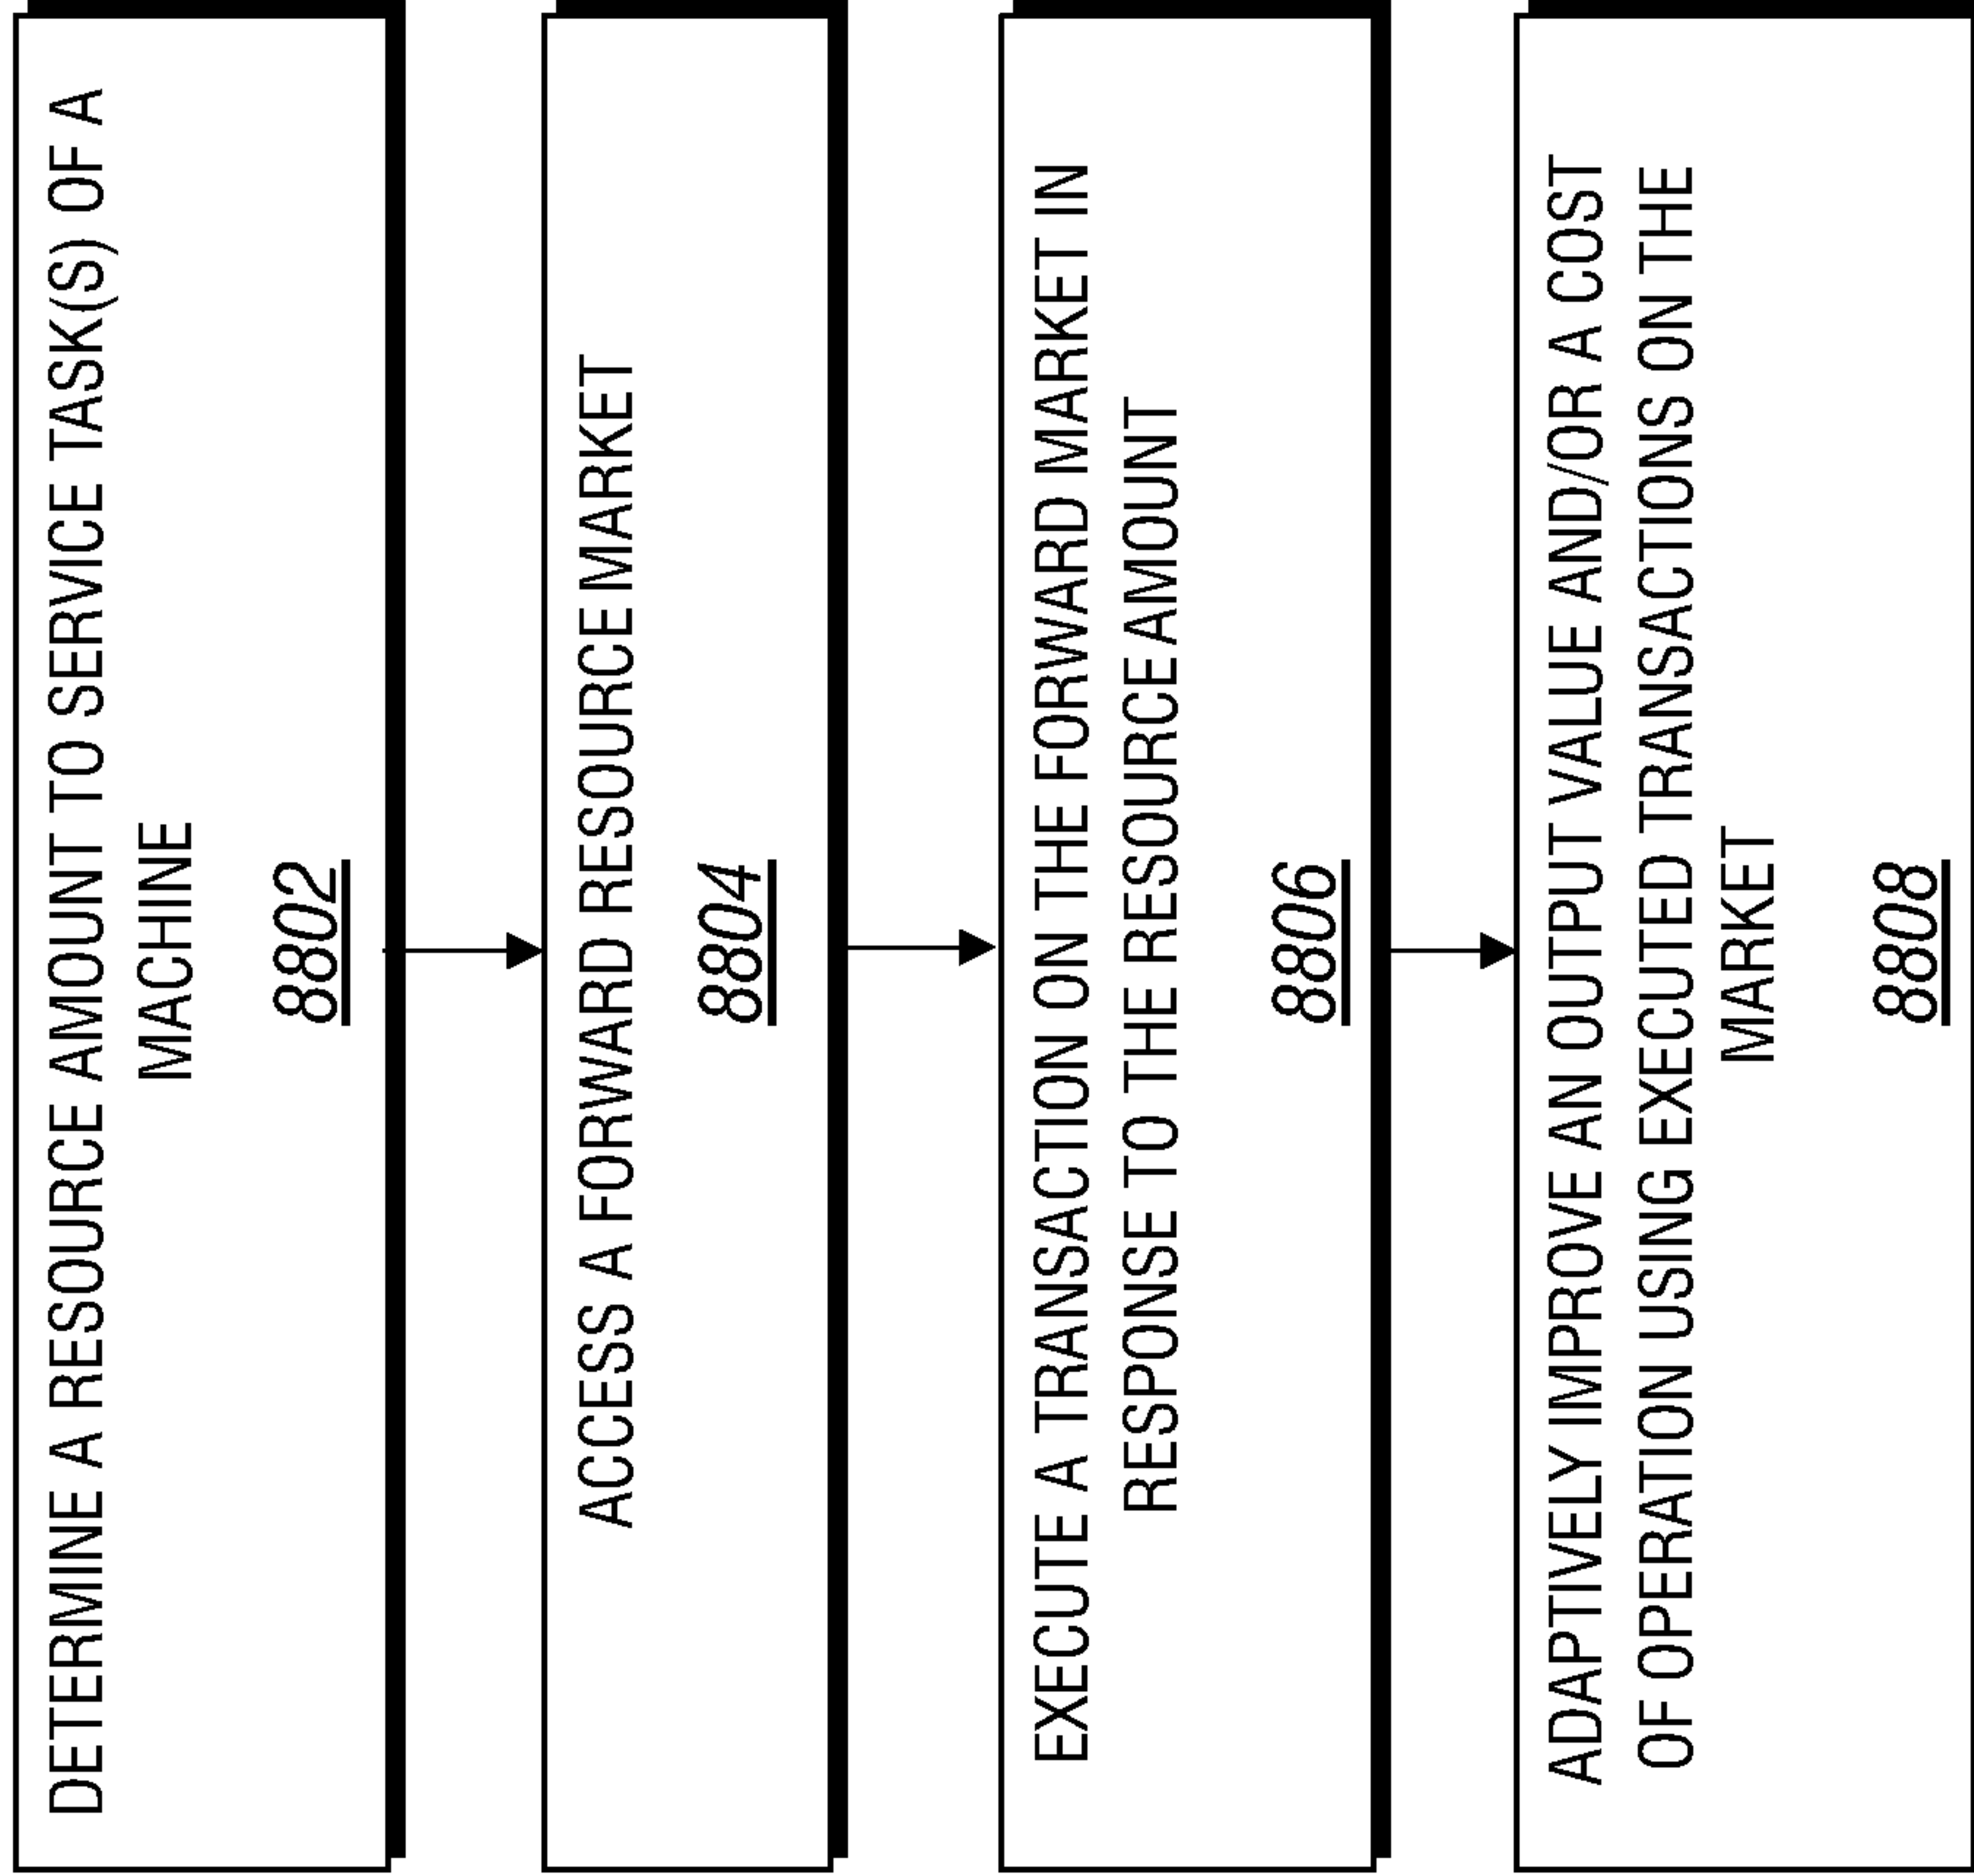 DETERMINE A RESOURCE AMOUNT TO SERVICE TASK(S) OF A
MACHINE
8802
ACCESS A FORWARD RESOURCE MARKET
8804
EXECUTE A TRANSACTION ON THE FORWARD MARKET IN
RESPONSE TO THE RESOURCE AMOUNT
8806
ADAPTIVELY IMPROVE AN OUTPUT VALUE AND/OR A COST
OF OPERATION USING EXECUTED TRANSACTIONS ON THE
MARKET
8808